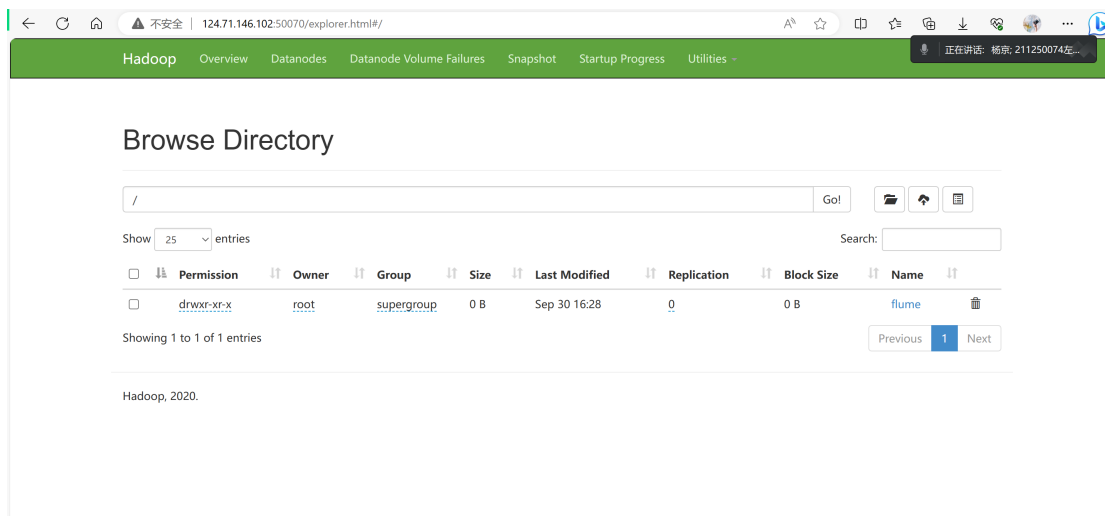 不安全 | 124.71.146.102:50070/explorer.html#/
正在讲话: 杨京; 211250074左...
Hadoop Overview Datanodes Datanode Volume Failures Snapshot Startup Progress Utilities
Browse Directory
/ Go!
Show 25 entries Search:
Permission Owner Group Size Last Modified Replication Block Size Name
drwxr-xr-x root supergroup 0 B Sep 30 16:28 0 0 B flume
Showing 1 to 1 of 1 entries Previous 1 Next
Hadoop, 2020.